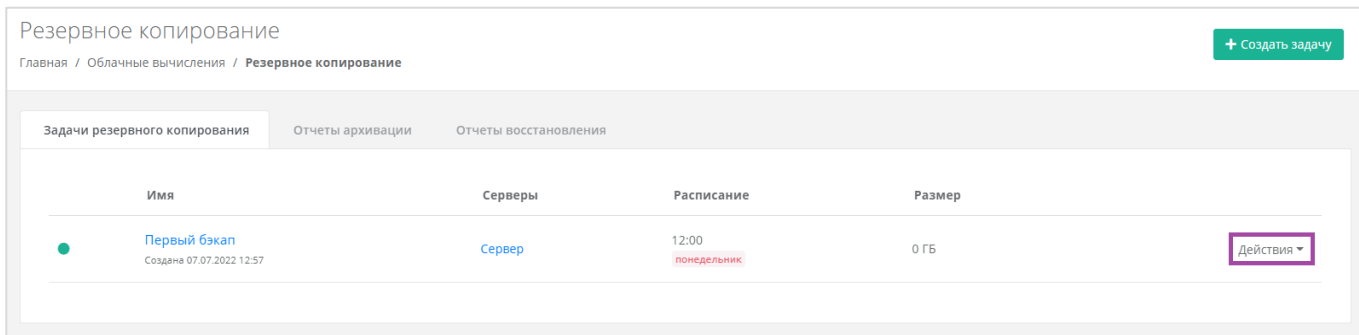 Резервное копирование
+ Создать задачу
Главная / Облачные вычисления / Резервное копирование
Задачи резервного копирования Отчеты архивации Отчеты восстановления
Имя Серверы Расписание Размер
Первый бэкап Сервер 12:00 0 ГБ Действия
Создана 07.07.2022 12:57 понедельник